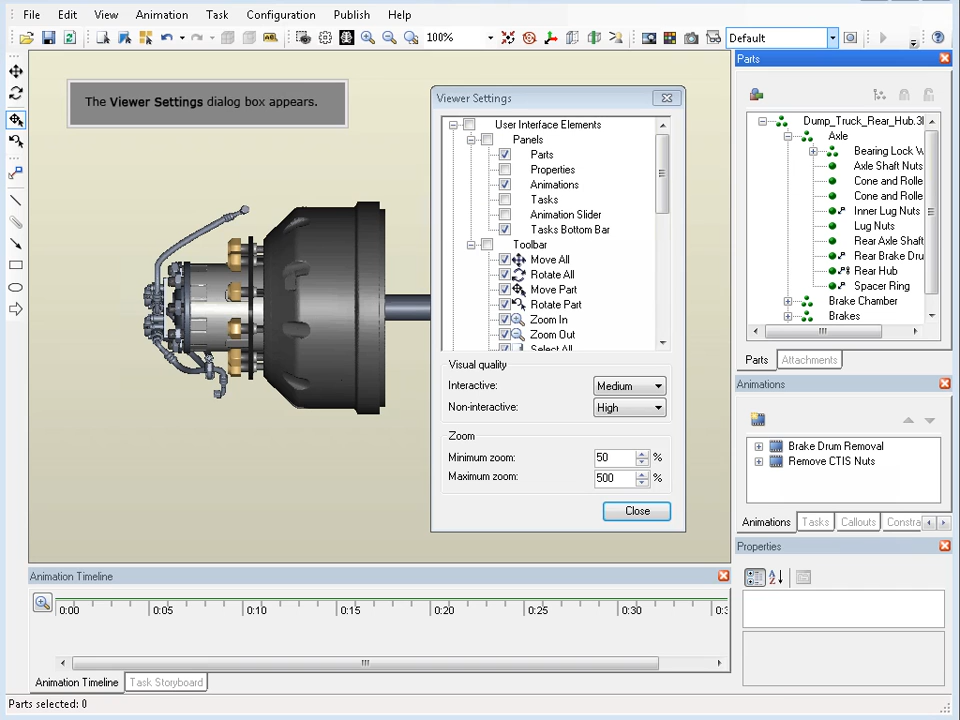 File Edit View Animation Task Configuration Publish Help
100% Default
The Viewer Settings dialog box appears.
Viewer Settings
User Interface Elements
Panels
Parts
Properties
Animations
Tasks
Animation Slider
Tasks Bottom Bar
Toolbar
Move All
Rotate All
Move Part
Rotate Part
Zoom In
Zoom Out
Select All
Visual quality
Interactive: Medium
Non-interactive: High
Zoom
Minimum zoom: 50 %
Maximum zoom: 500 %
Close
Parts
Dump_Truck_Rear_Hub.3
Axle
Bearing Lock W
Axle Shaft Nuts
Cone and Rolle
Cone and Rolle
Inner Lug Nuts
Lug Nuts
Rear Axle Shaft
Rear Brake Dru
Rear Hub
Spacer Ring
Brake Chamber
Brakes
Parts Attachments
Animations
Brake Drum Removal
Remove CTIS Nuts
Animations Tasks Callouts Constra
Properties
Animation Timeline
0:00 0:05 0:10 0:15 0:20 0:25 0:30
Animation Timeline Task Storyboard
Parts selected: 0